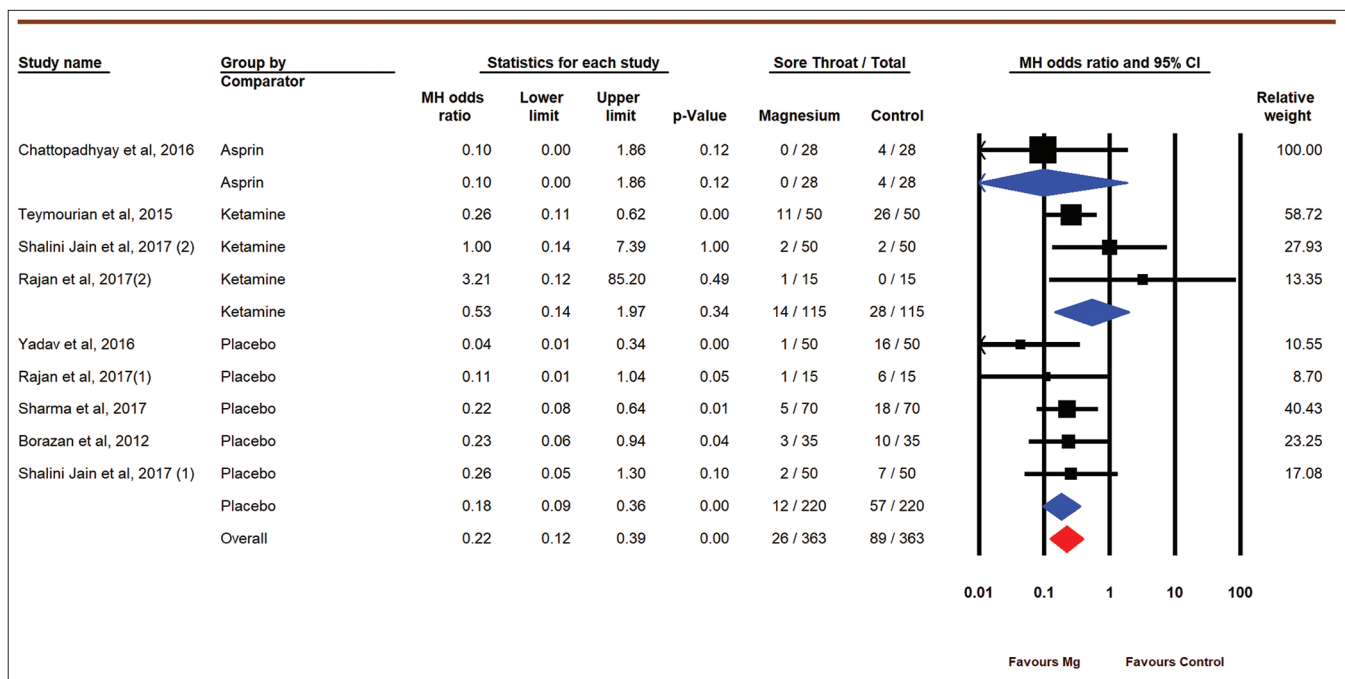 Study name Group by Comparator Statistics for each study Sore Throat / Total MH odds ratio and 95% CI
MH odds ratio Lower limit Upper limit p-Value Magnesium Control Relative weight
Chattopadhyay et al, 2016 Asprin 0.10 0.00 1.86 0.12 0 / 28 4 / 28 100.00
Asprin 0.10 0.00 1.86 0.12 0 / 28 4 / 28
Teymourian et al, 2015 Ketamine 0.26 0.11 0.62 0.00 11 / 50 26 / 50 58.72
Shalini Jain et al, 2017 (2) Ketamine 1.00 0.14 7.39 1.00 2 / 50 2 / 50 27.93
Rajan et al, 2017(2) Ketamine 3.21 0.12 85.20 0.49 1 / 15 0 / 15 13.35
Ketamine 0.53 0.14 1.97 0.34 14 / 115 28 / 115
Yadav et al, 2016 Placebo 0.04 0.01 0.34 0.00 1 / 50 16 / 50 10.55
Rajan et al, 2017(1) Placebo 0.11 0.01 1.04 0.05 1 / 15 6 / 15 8.70
Sharma et al, 2017 Placebo 0.22 0.08 0.64 0.01 5 / 70 18 / 70 40.43
Borazan et al, 2012 Placebo 0.23 0.06 0.94 0.04 3 / 35 10 / 35 23.25
Shalini Jain et al, 2017 (1) Placebo 0.26 0.05 1.30 0.10 2 / 50 7 / 50 17.08
Placebo 0.18 0.09 0.36 0.00 12 / 220 57 / 220
Overall 0.22 0.12 0.39 0.00 26 / 363 89 / 363
0.01 0.1 1 10 100
Favours Mg Favours Control